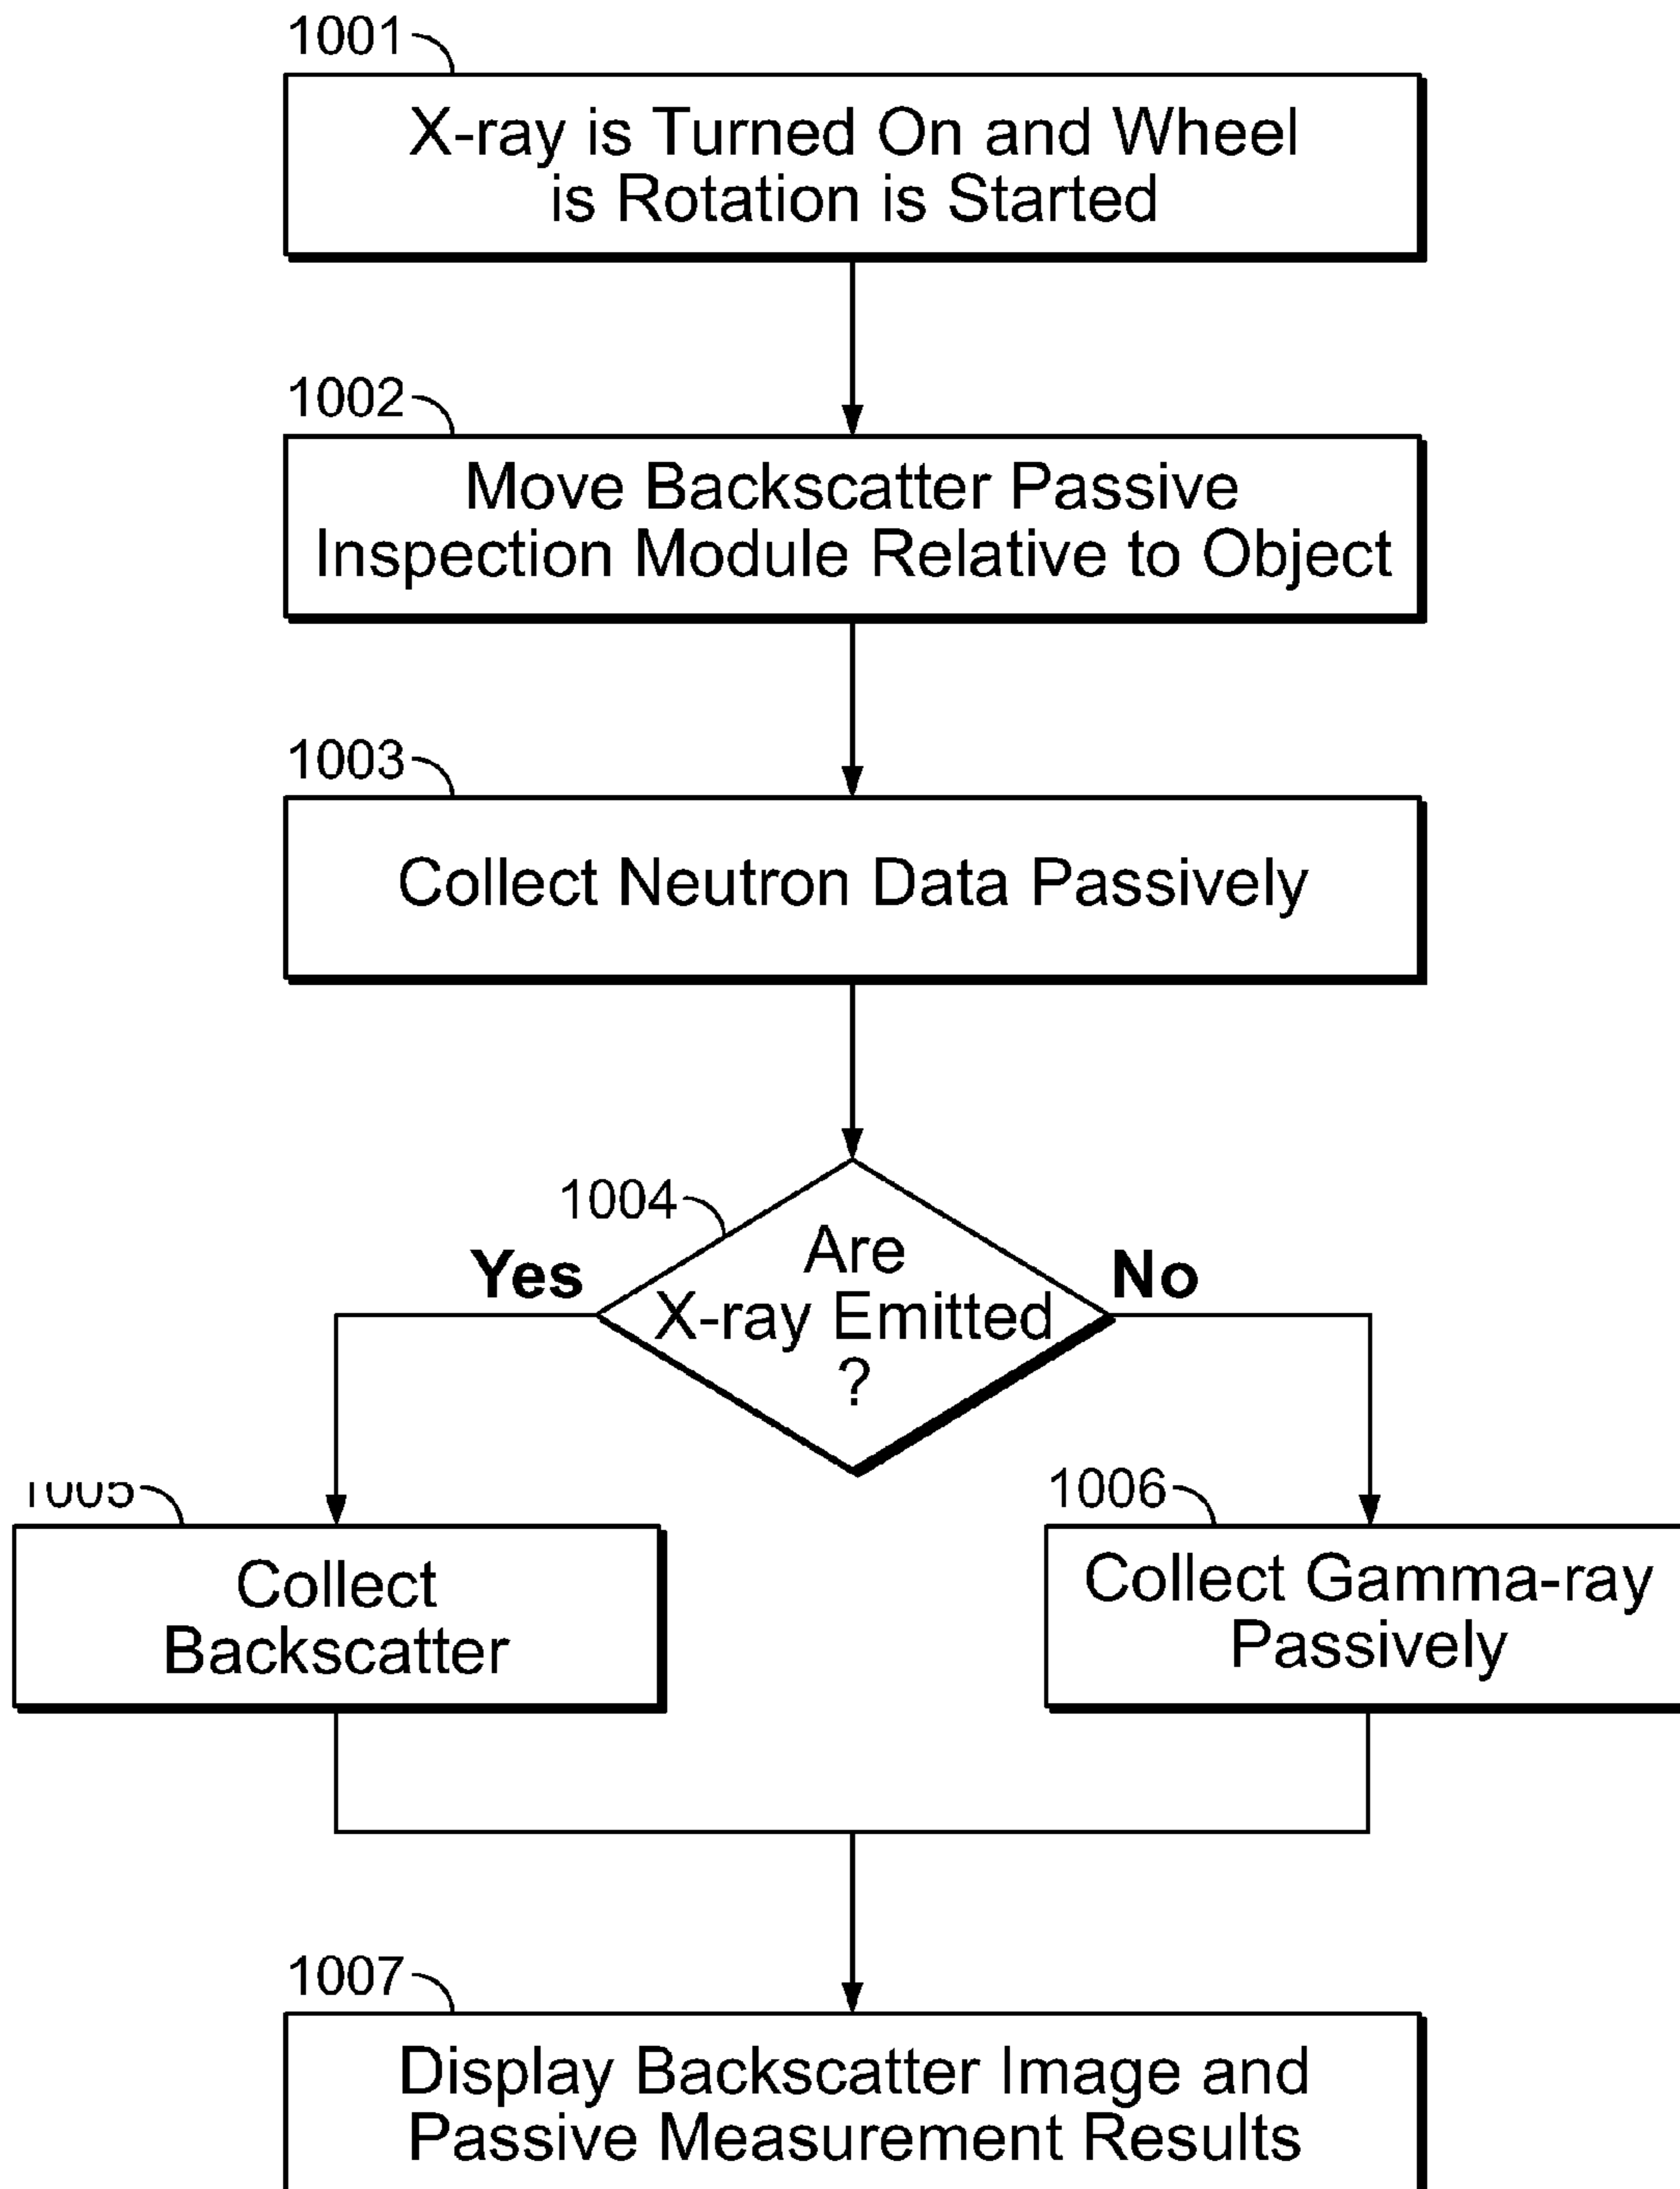 1001
X-ray is Turned On and Wheel
is Rotation is Started
1002
Move Backscatter Passive
Inspection Module Relative to Object
1003
Collect Neutron Data Passively
1004
Are
X-ray Emitted
?
Yes
No
1005
Collect
Backscatter
1006
Collect Gamma-ray
Passively
1007
Display Backscatter Image and
Passive Measurement Results